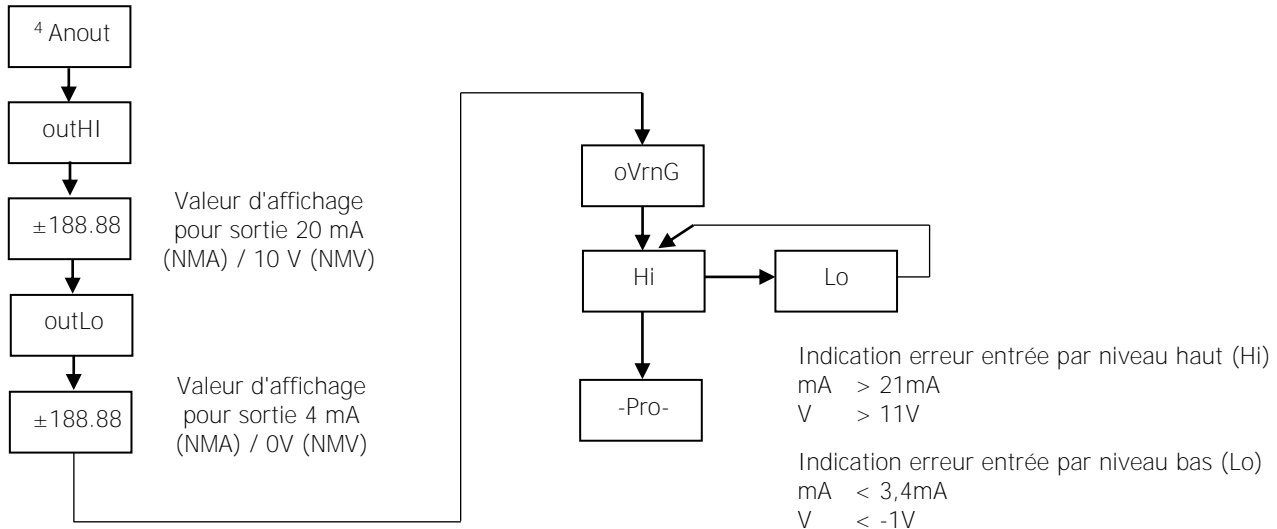 ⁴ Anout
outHI
±188.88
Valeur d'affichage
pour sortie 20 mA
(NMA) / 10 V (NMV)
outLo
±188.88
Valeur d'affichage
pour sortie 4 mA
(NMA) / 0V (NMV)
oVrnG
Hi
Lo
-Pro-
Indication erreur entrée par niveau haut (Hi)
mA > 21mA
V > 11V
Indication erreur entrée par niveau bas (Lo)
mA < 3,4mA
V < -1V